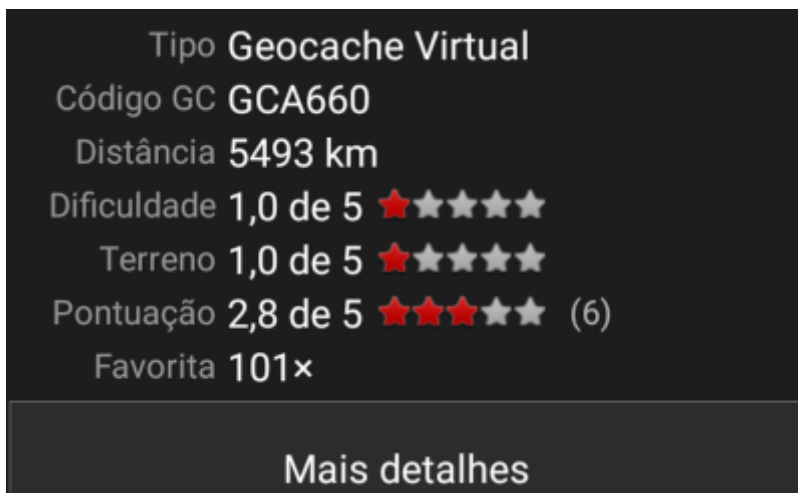 Tipo Geocache Virtual
Código GC GCA660
Distância 5493 km
Dificuldade 1,0 de 5
Terreno 1,0 de 5
Pontuação 2,8 de 5 (6)
Favorita 101×
Mais detalhes